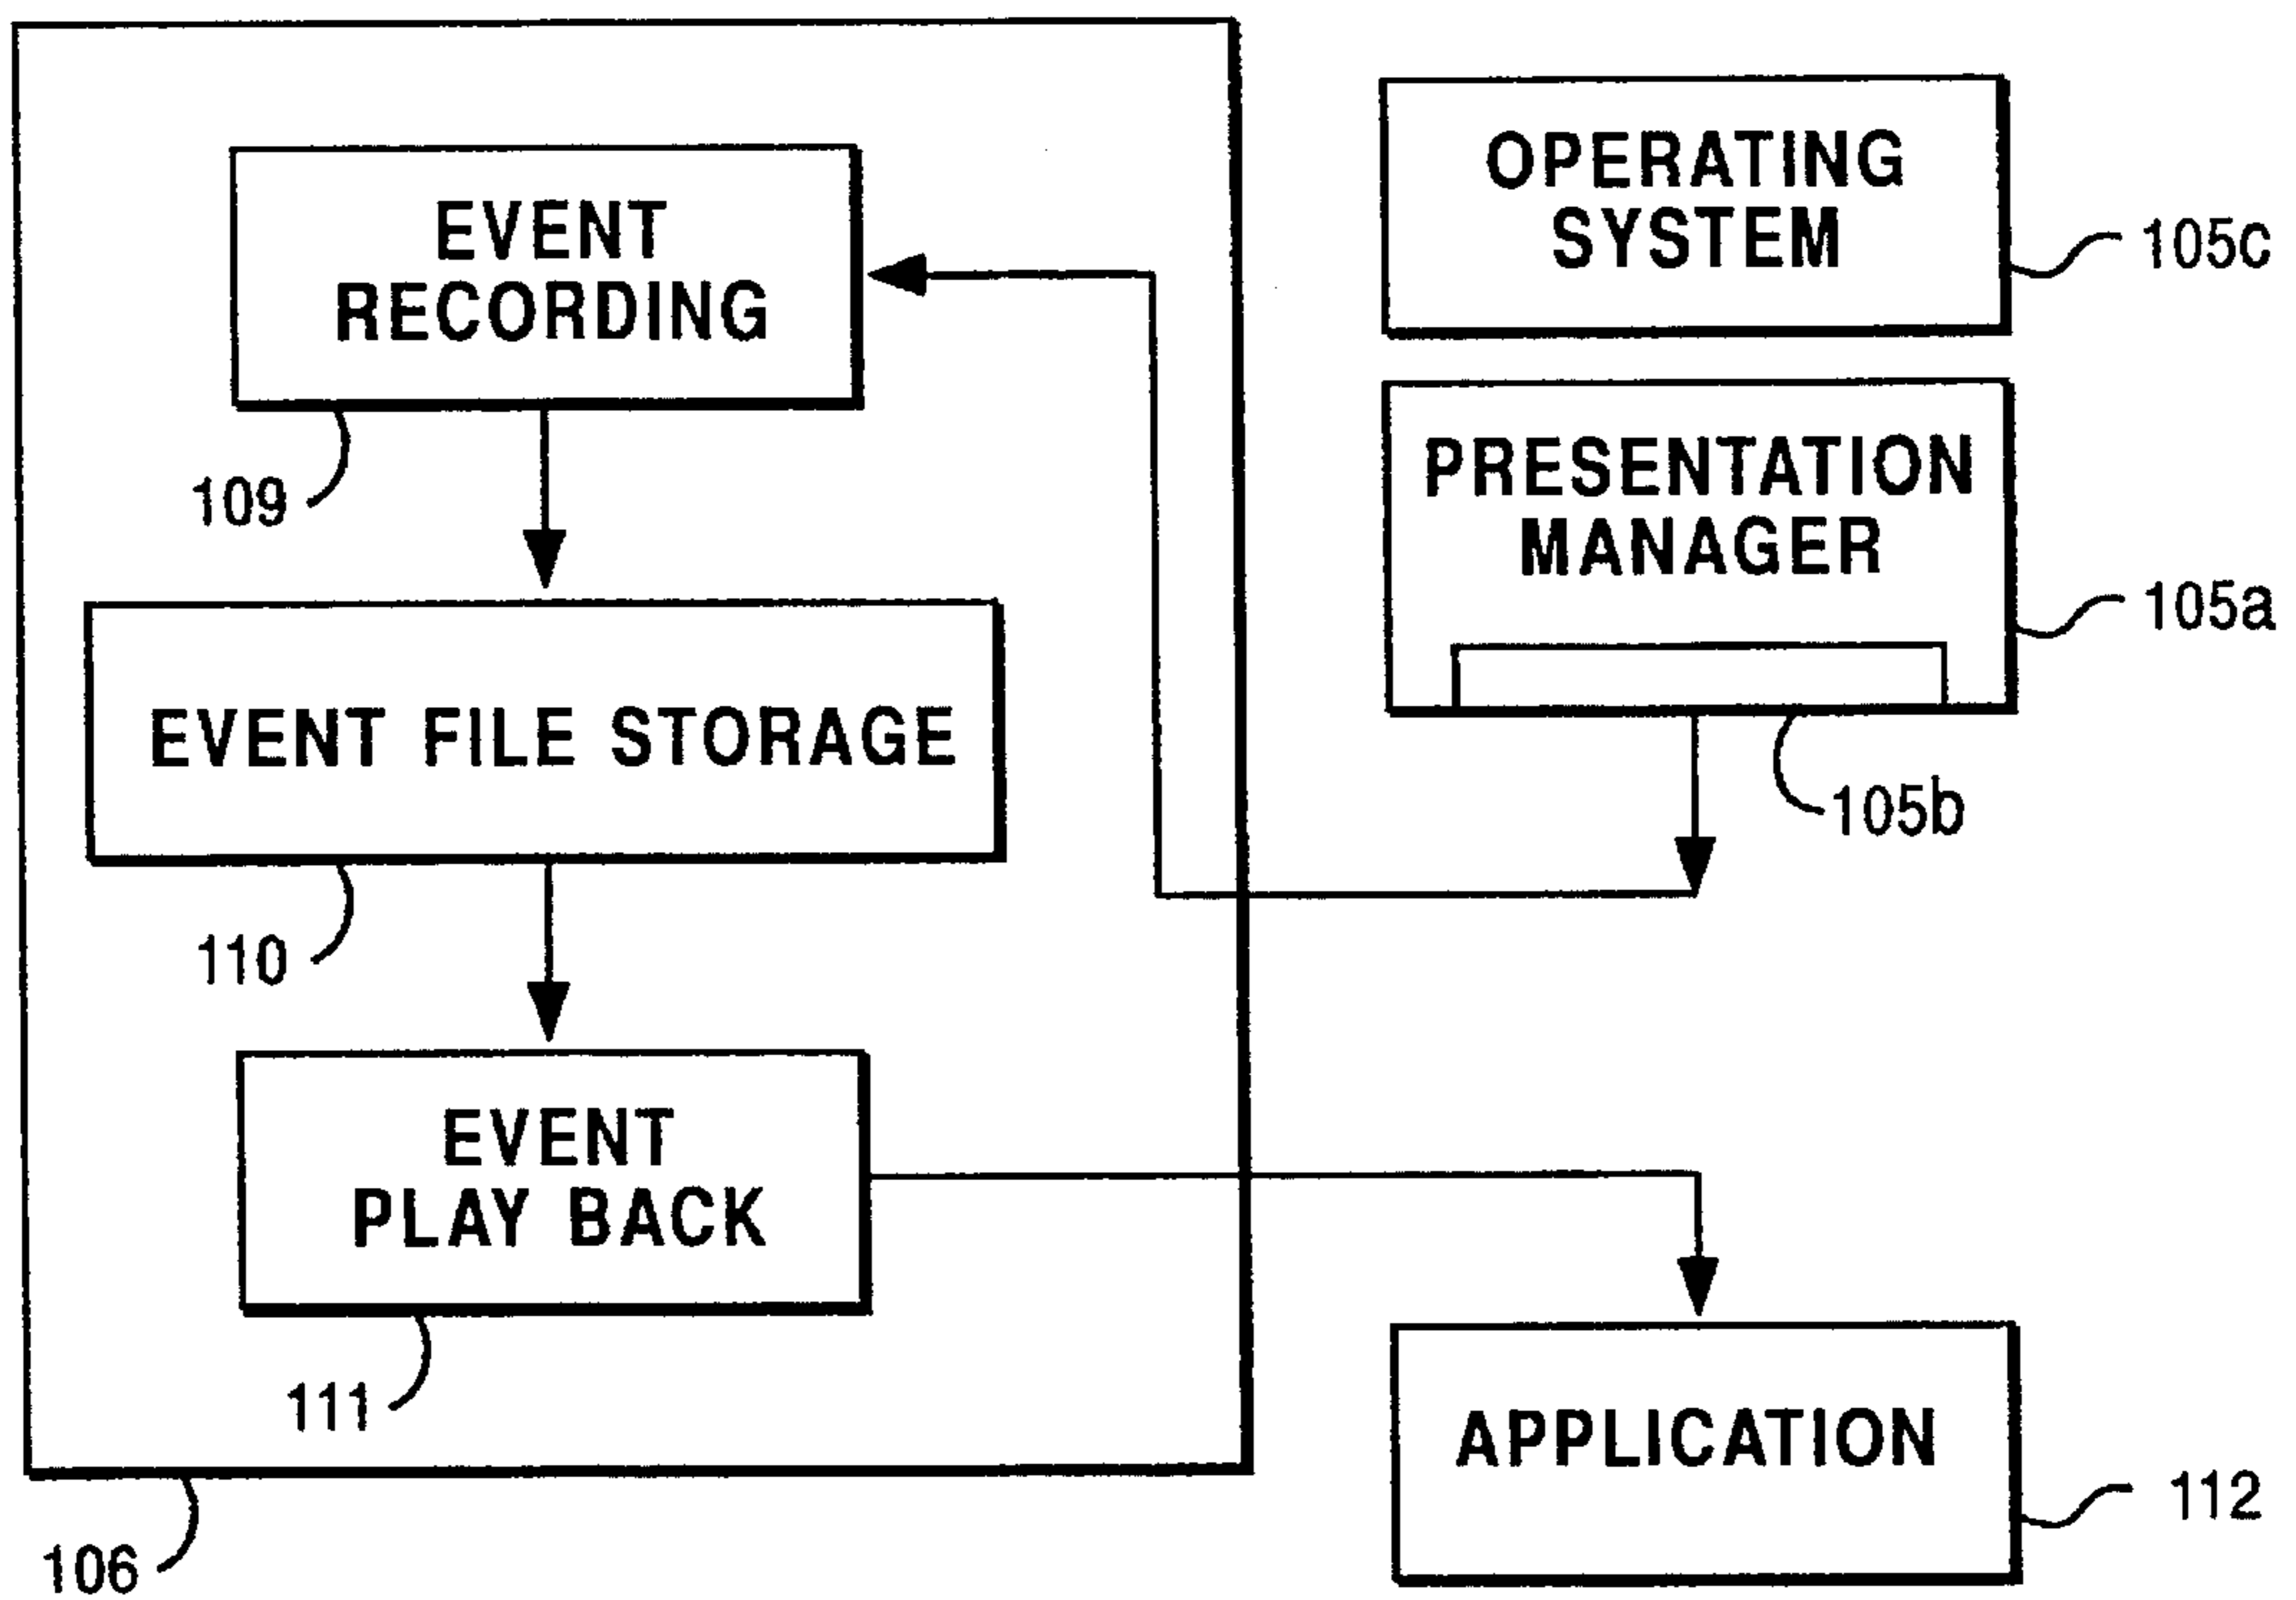 EVENT
RECORDING
109
EVENT FILE STORAGE
110
EVENT
PLAY BACK
111
106
OPERATING
SYSTEM
105c
PRESENTATION
MANAGER
105a
105b
APPLICATION
112